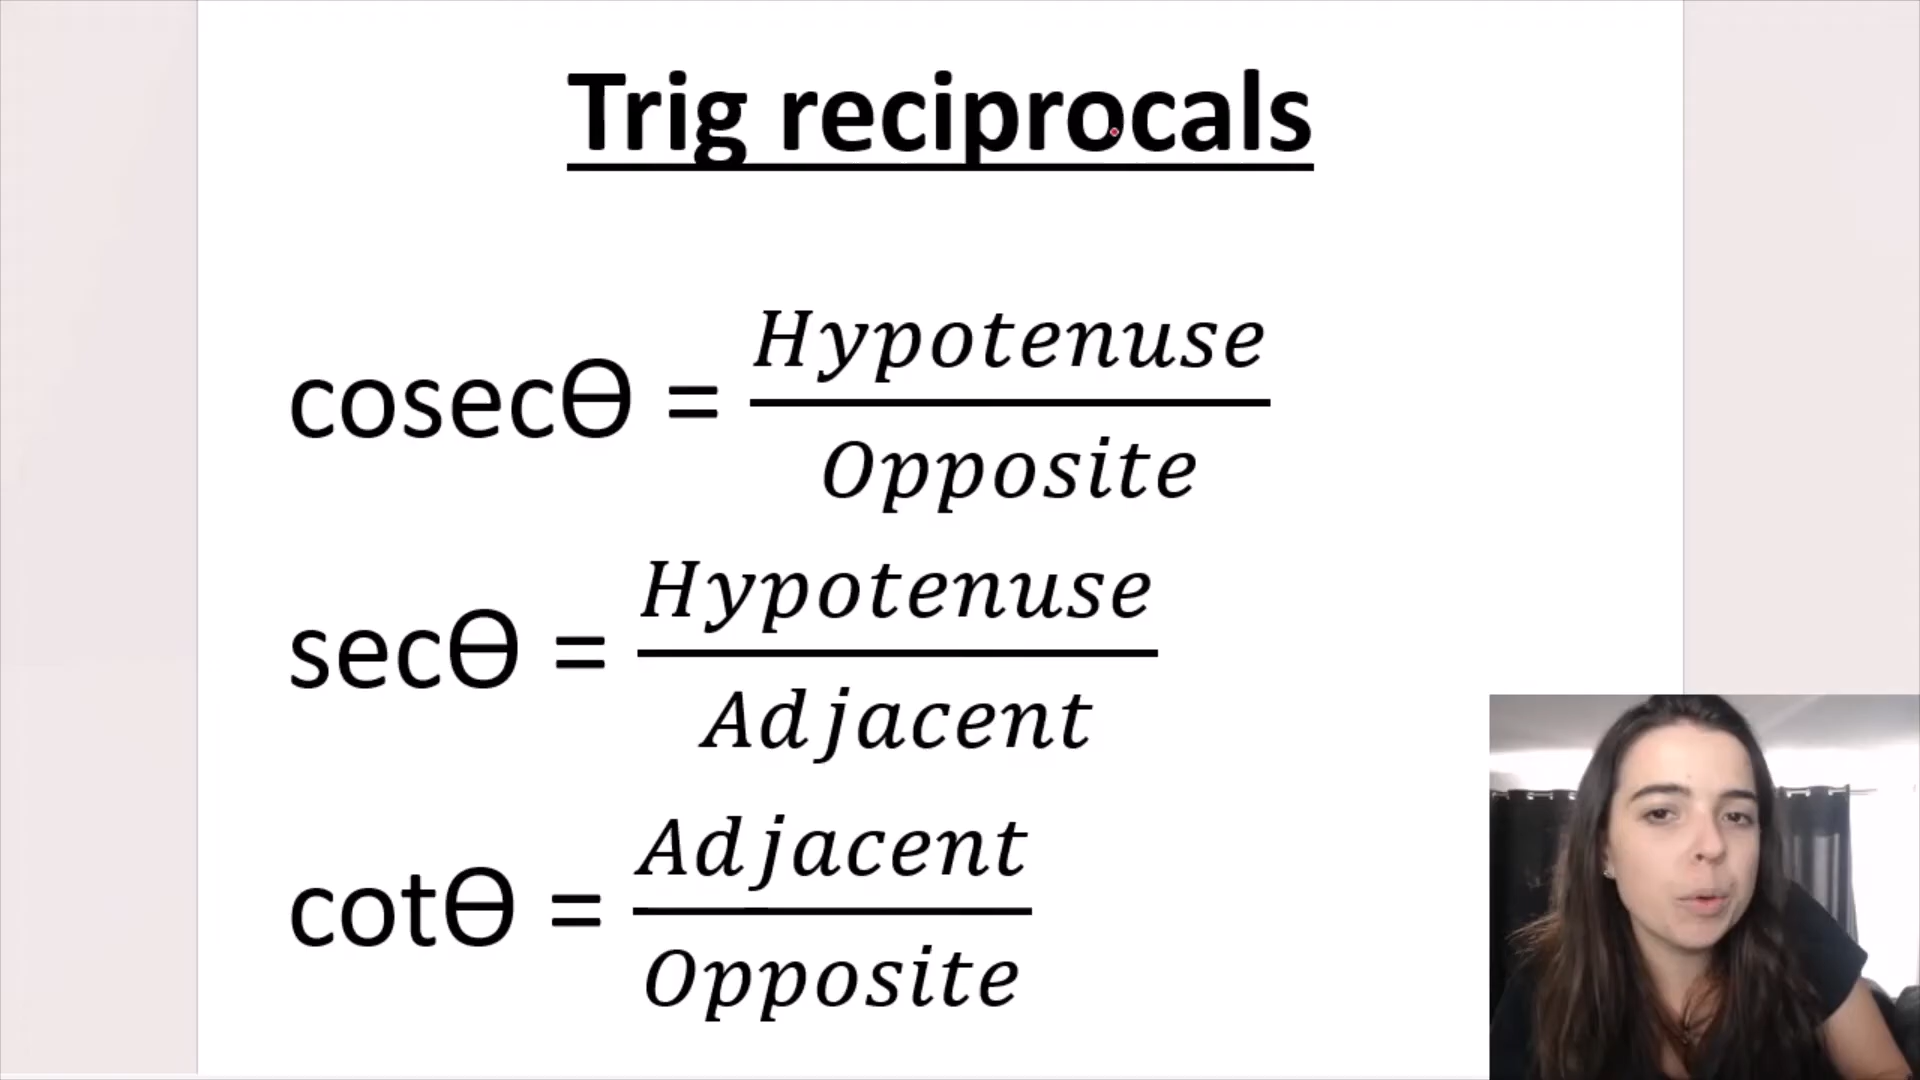 Trig reciprocals
cosecϴ = Hypotenuse / Opposite
secϴ = Hypotenuse / Adjacent
cotϴ = Adjacent / Opposite